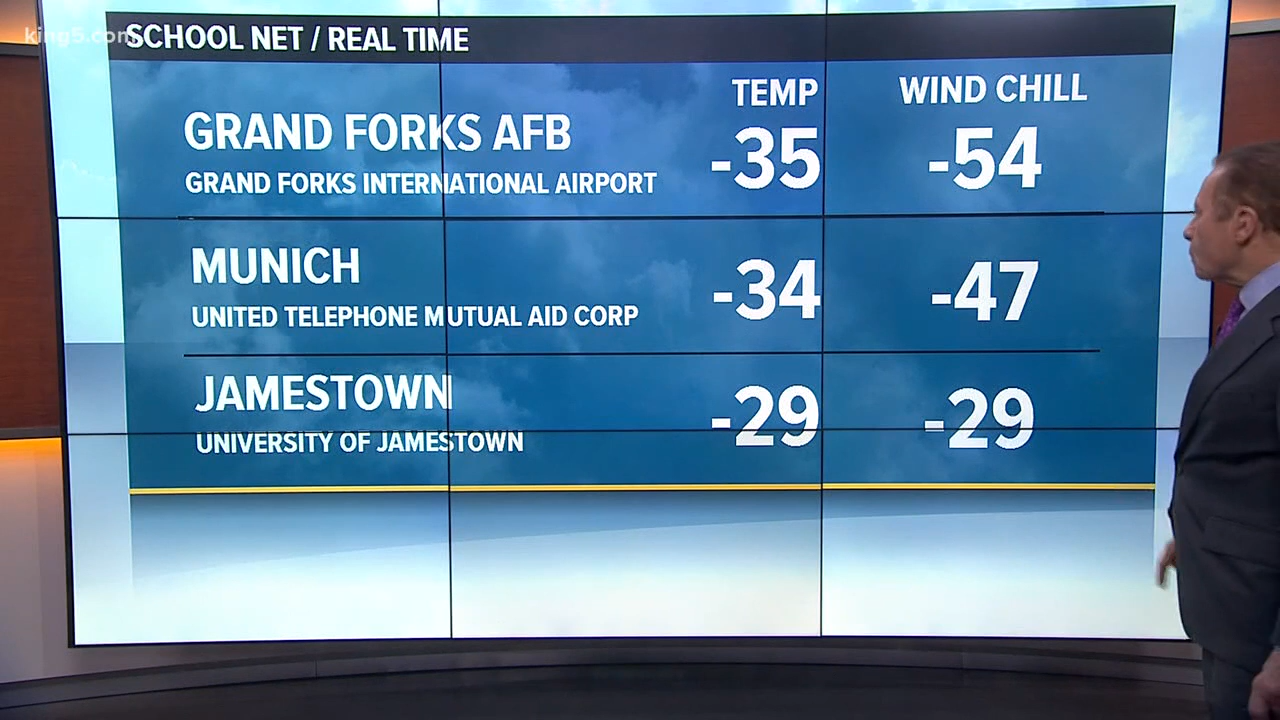 king5.com
SCHOOL NET / REAL TIME
TEMP WIND CHILL
GRAND FORKS AFB -35 -54
GRAND FORKS INTERNATIONAL AIRPORT
MUNICH -34 -47
UNITED TELEPHONE MUTUAL AID CORP
JAMESTOWN -29 -29
UNIVERSITY OF JAMESTOWN